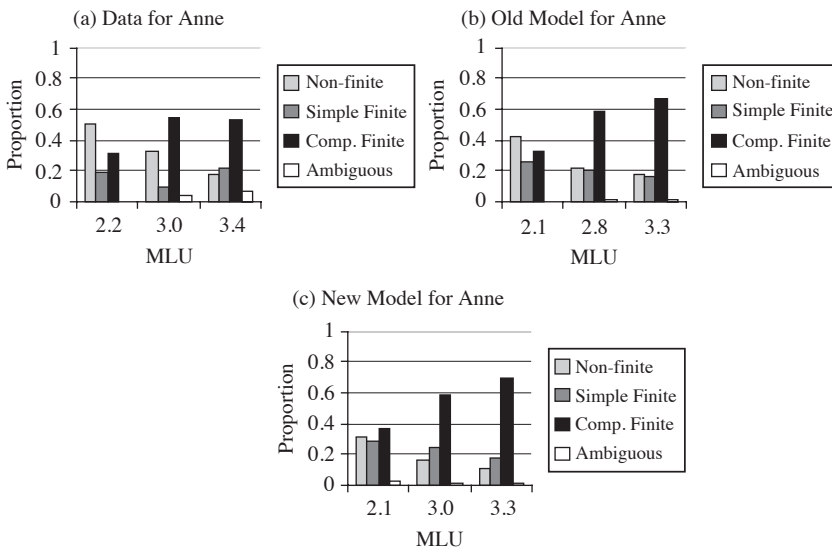 (a) Data for Anne
1
0.8
0.6
0.4
0.2
0
Proportion
2.2 3.0 3.4
MLU
Non-finite
Simple Finite
Comp. Finite
Ambiguous
(b) Old Model for Anne
1
0.8
0.6
0.4
0.2
0
Proportion
2.1 2.8 3.3
MLU
Non-finite
Simple Finite
Comp. Finite
Ambiguous
(c) New Model for Anne
1
0.8
0.6
0.4
0.2
0
Proportion
2.1 3.0 3.3
MLU
Non-finite
Simple Finite
Comp. Finite
Ambiguous